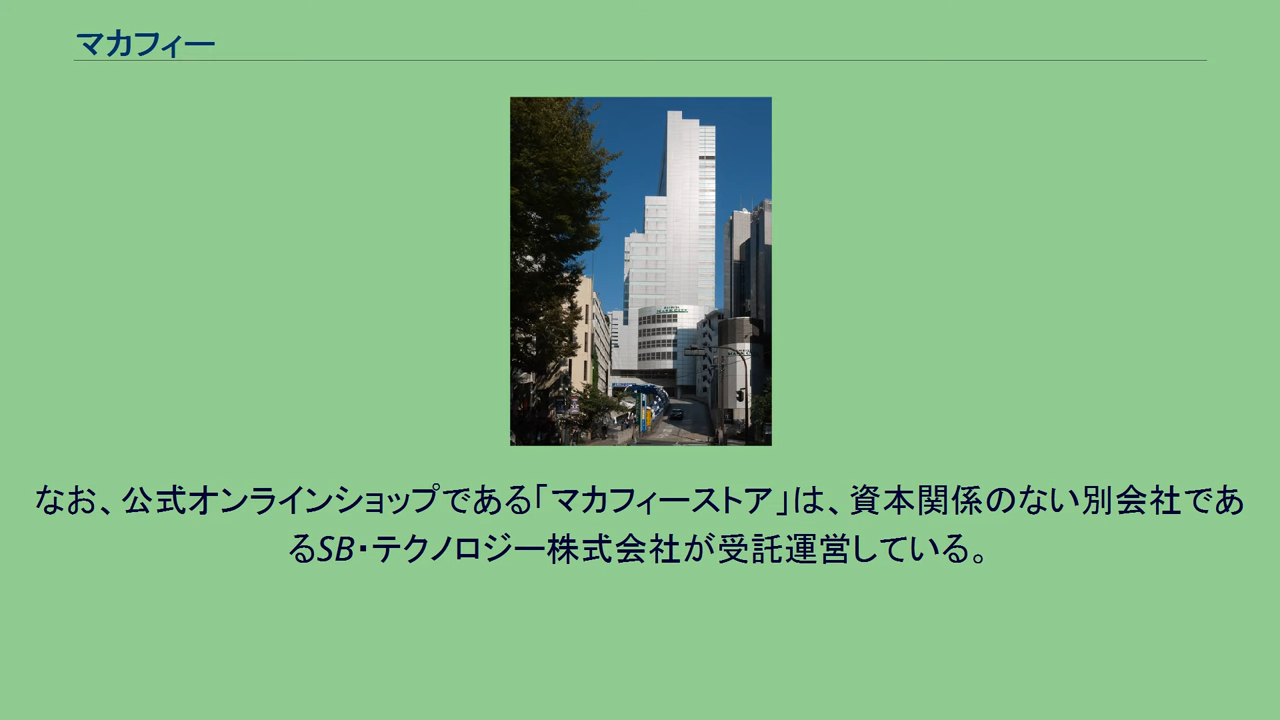 マカフィー
なお、公式オンラインショップである｢マカフィーストア｣は、資本関係のない別会社であ
るSB・テクノロジー株式会社が受託運営している。